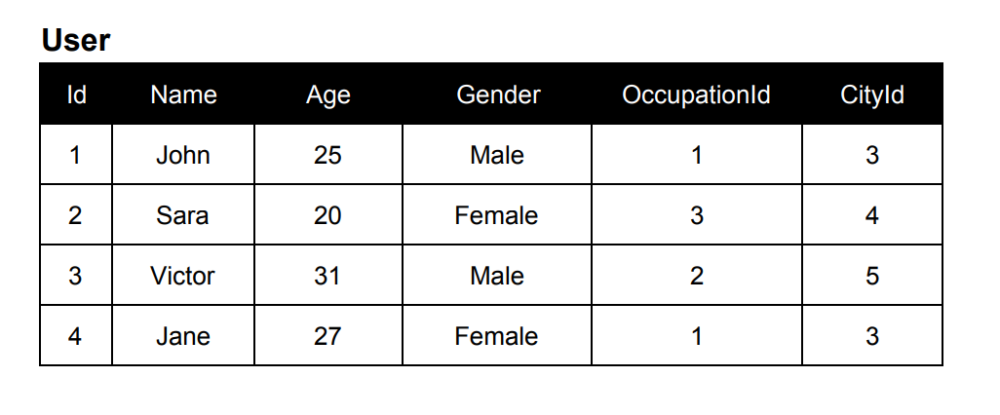 User
Id Name Age Gender OccupationId CityId
1 John 25 Male 1 3
2 Sara 20 Female 3 4
3 Victor 31 Male 2 5
4 Jane 27 Female 1 3